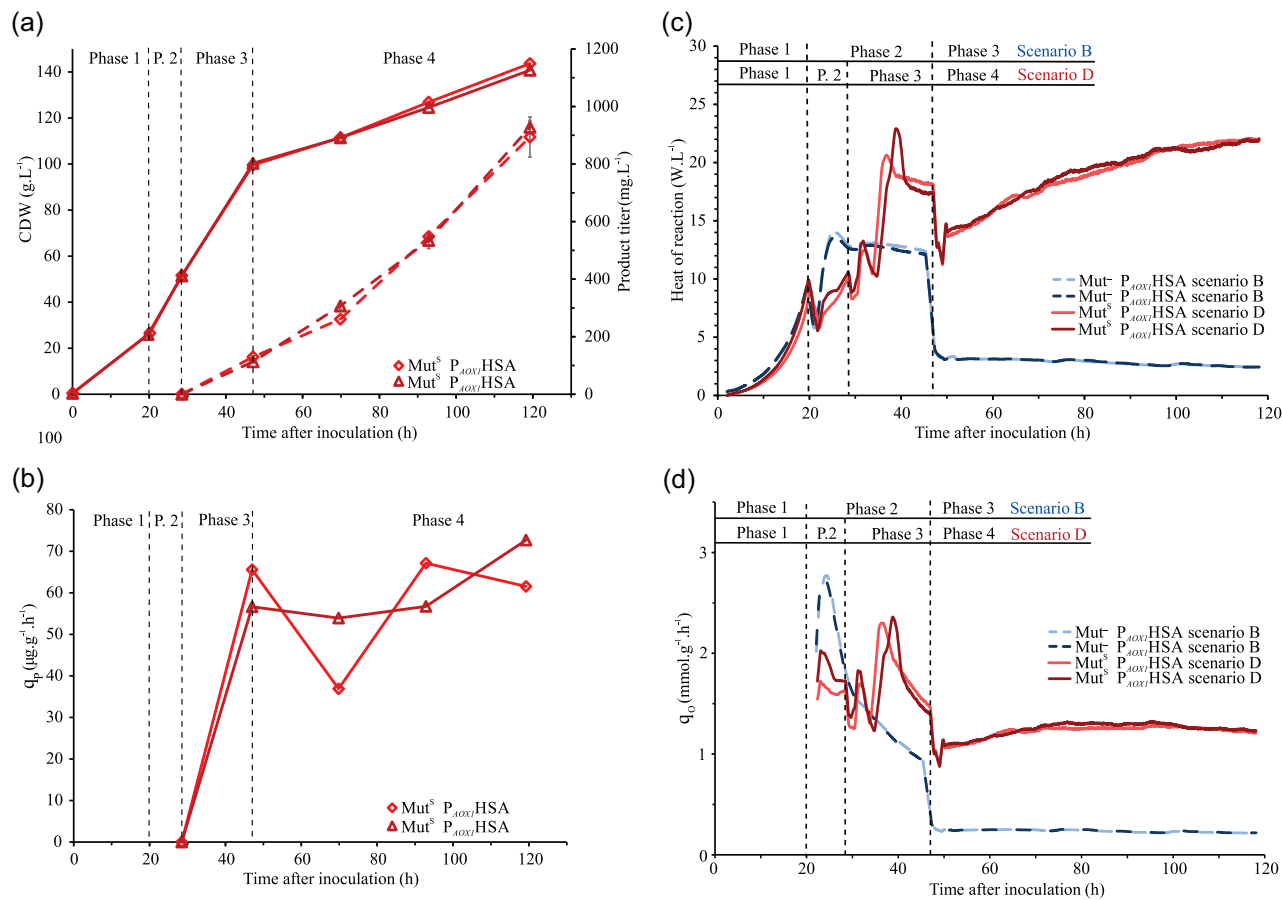 (a)
Phase 1
P. 2
Phase 3
Phase 4
140
120
100
80
60
40
20
0
CDW (g.L⁻¹)
1200
1000
800
600
400
200
0
Product titer (mg.L⁻¹)
Mutˢ P_AOX1HSA
Mutˢ P_AOX1HSA
0
20
40
60
80
100
120
Time after inoculation (h)
100
(b)
80
70
60
50
40
30
20
10
0
q_P (µg.g⁻¹.h⁻¹)
Phase 1
P. 2
Phase 3
Phase 4
Mutˢ P_AOX1HSA
Mutˢ P_AOX1HSA
0
20
40
60
80
100
120
Time after inoculation (h)
(c)
30
25
20
15
10
5
0
Heat of reaction (W.L⁻¹)
Phase 1 Phase 2 Phase 3 Scenario B
Phase 1 P. 2 Phase 3 Phase 4 Scenario D
Mut⁻ P_AOX1HSA scenario B
Mut⁻ P_AOX1HSA scenario B
Mutˢ P_AOX1HSA scenario D
Mutˢ P_AOX1HSA scenario D
0
20
40
60
80
100
120
Time after inoculation (h)
(d)
Phase 1 Phase 2 Phase 3 Scenario B
Phase 1 P.2 Phase 3 Phase 4 Scenario D
3
2
1
0
q_O (mmol.g⁻¹.h⁻¹)
Mut⁻ P_AOX1HSA scenario B
Mut⁻ P_AOX1HSA scenario B
Mutˢ P_AOX1HSA scenario D
Mutˢ P_AOX1HSA scenario D
0
20
40
60
80
100
120
Time after inoculation (h)